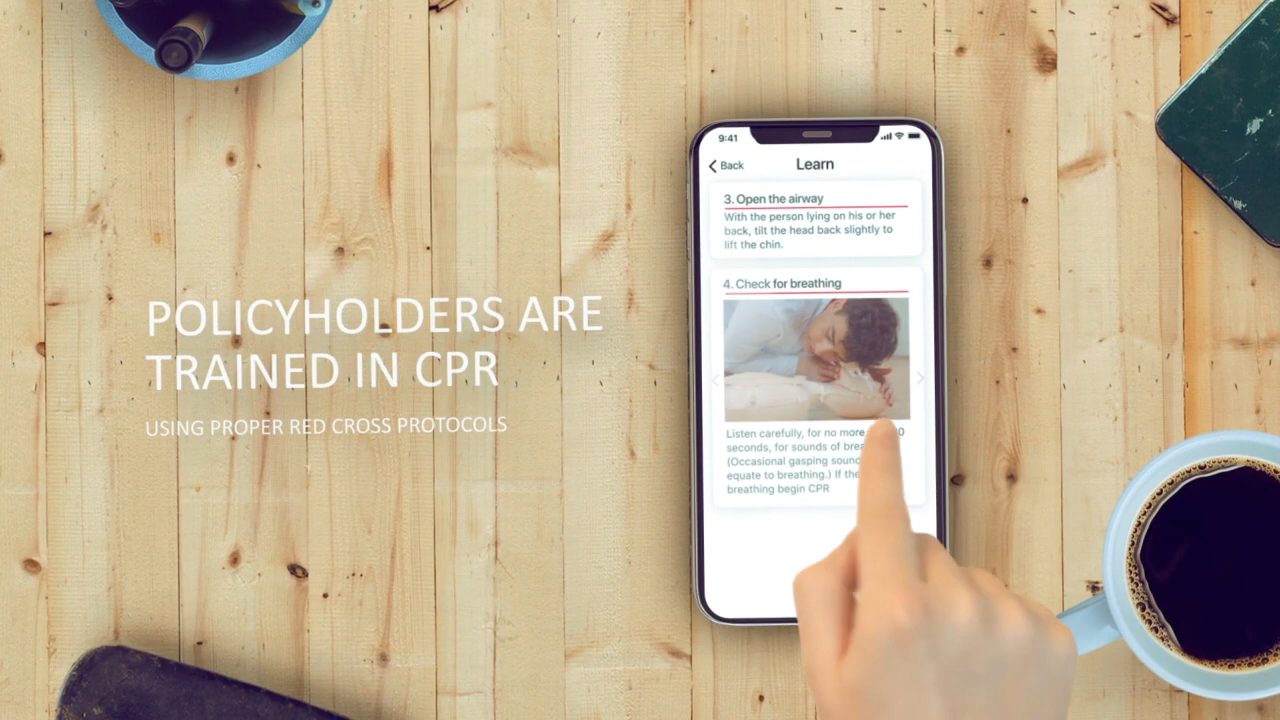 POLICYHOLDERS ARE
TRAINED IN CPR
USING PROPER RED CROSS PROTOCOLS
9:41
Back
Learn
3. Open the airway
With the person lying on his or her
back, tilt the head back slightly to
lift the chin.
4. Check for breathing
Listen carefully, for no more
seconds, for sounds of
(Occasional gasping
equate to breathing.) If
breathing begin CPR